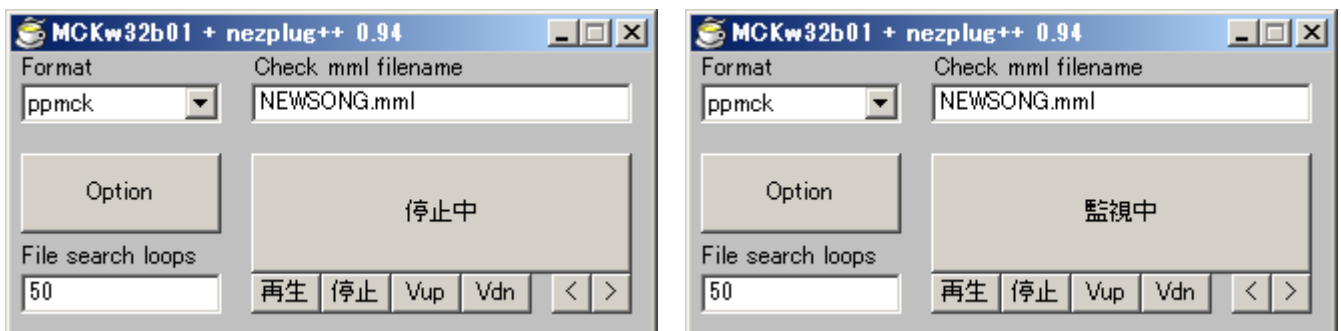 MCKw32b01 + nezplug++ 0.94
Format
Check mml filename
ppmck
NEWSONG.mml
Option
停止中
File search loops
50
再生 停止 Vup Vdn < >
MCKw32b01 + nezplug++ 0.94
Format
Check mml filename
ppmck
NEWSONG.mml
Option
監視中
File search loops
50
再生 停止 Vup Vdn < >